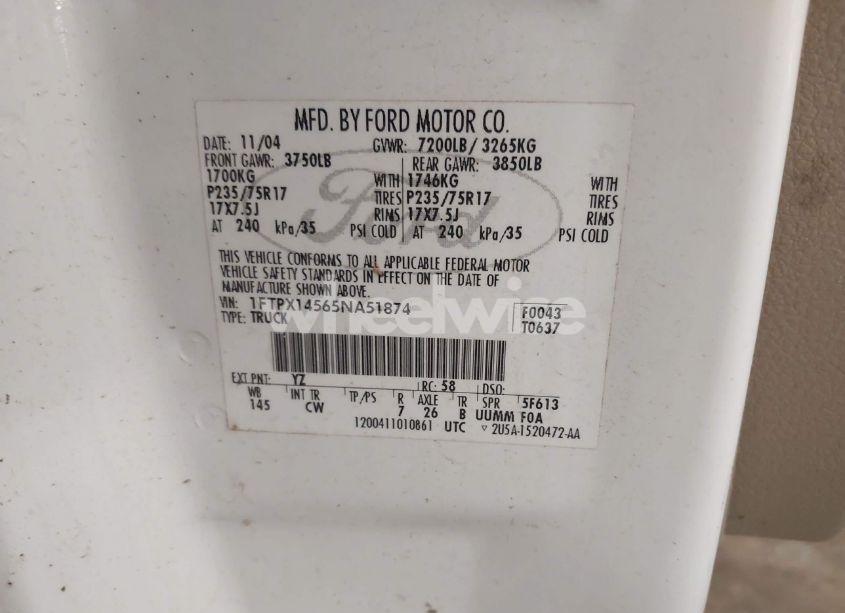 MFD. BY FORD MOTOR CO.
DATE: 11/04 GVWR: 7200LB/ 3265KG
FRONT GAWR: 3750LB REAR GAWR: 3850LB
1700KG WITH 1746KG WITH
P235/75R17 TIRES P235/75R17 TIRES
17X7.5J RIMS 17X7.5J RIMS
AT 240 kPa/35 PSI COLD AT 240 kPa/35 PSI COLD
Ford
THIS VEHICLE CONFORMS TO ALL APPLICABLE FEDERAL MOTOR
VEHICLE SAFETY STANDARDS IN EFFECT ON THE DATE OF
MANUFACTURE SHOWN ABOVE.
VIN: 1FTPX14565NA51874 F0043
TYPE: TRUCK T0637
wheelwire
EXT PNT: YZ RC: 58 DSO:
WB INT TR TP/PS R AXLE TR SPR 5F613
145 CW 7 26 B UUMM F0A
1200411010861 UTC ▽ 2U5A-1520472-AA